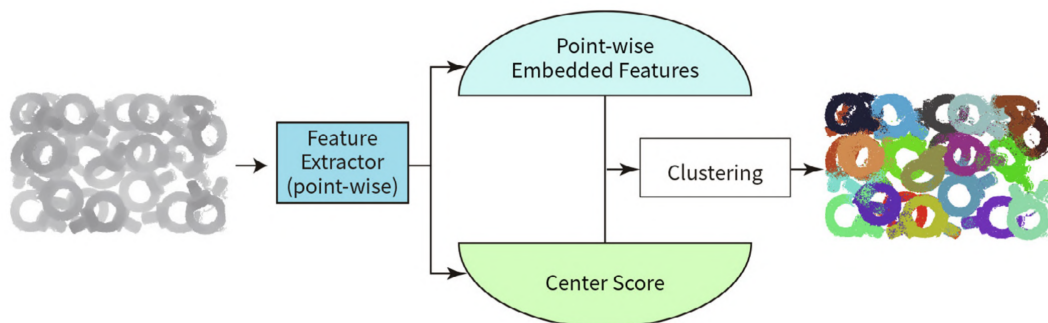 Point-wise
Embedded Features
Feature
Extractor
(point-wise)
Clustering
Center Score